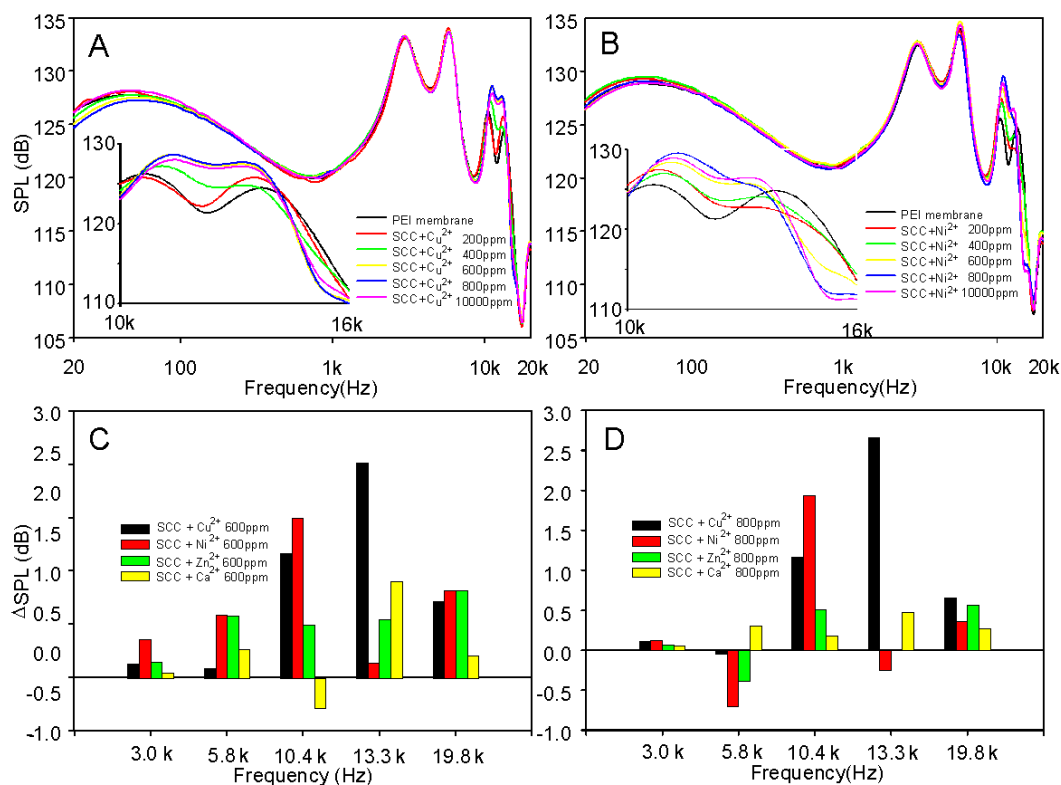 A
SPL (dB)
135
130
125
120
115
110
105
130
120
110
10k
16k
PEI membrane
SCC+Cu²⁺ 200ppm
SCC+Cu²⁺ 400ppm
SCC+Cu²⁺ 600ppm
SCC+Cu²⁺ 800ppm
SCC+Cu²⁺ 10000ppm
20
100
1k
10k
20k
Frequency(Hz)
B
135
130
125
120
115
110
105
130
120
110
10k
16k
PEI membrane
SCC+Ni²⁺ 200ppm
SCC+Ni²⁺ 400ppm
SCC+Ni²⁺ 600ppm
SCC+Ni²⁺ 800ppm
SCC+Ni²⁺ 10000ppm
20
100
1k
10k
20k
Frequency(Hz)
C
ΔSPL (dB)
3.0
2.0
2.0
1.0
1.0
0.5
0.0
-0.5
-1.0
SCC + Cu²⁺ 600ppm
SCC + Ni²⁺ 600ppm
SCC + Zn²⁺ 600ppm
SCC + Ca²⁺ 600ppm
3.0 k
5.8 k
10.4 k
13.3 k
19.8 k
Frequency (Hz)
D
3.0
2.0
2.0
1.0
1.0
0.5
0.0
-0.5
-1.0
SCC + Cu²⁺ 800ppm
SCC + Ni²⁺ 800ppm
SCC + Zn²⁺ 800ppm
SCC + Ca²⁺ 800ppm
3.0 k
5.8 k
10.4 k
13.3 k
19.8 k
Frequency(Hz)